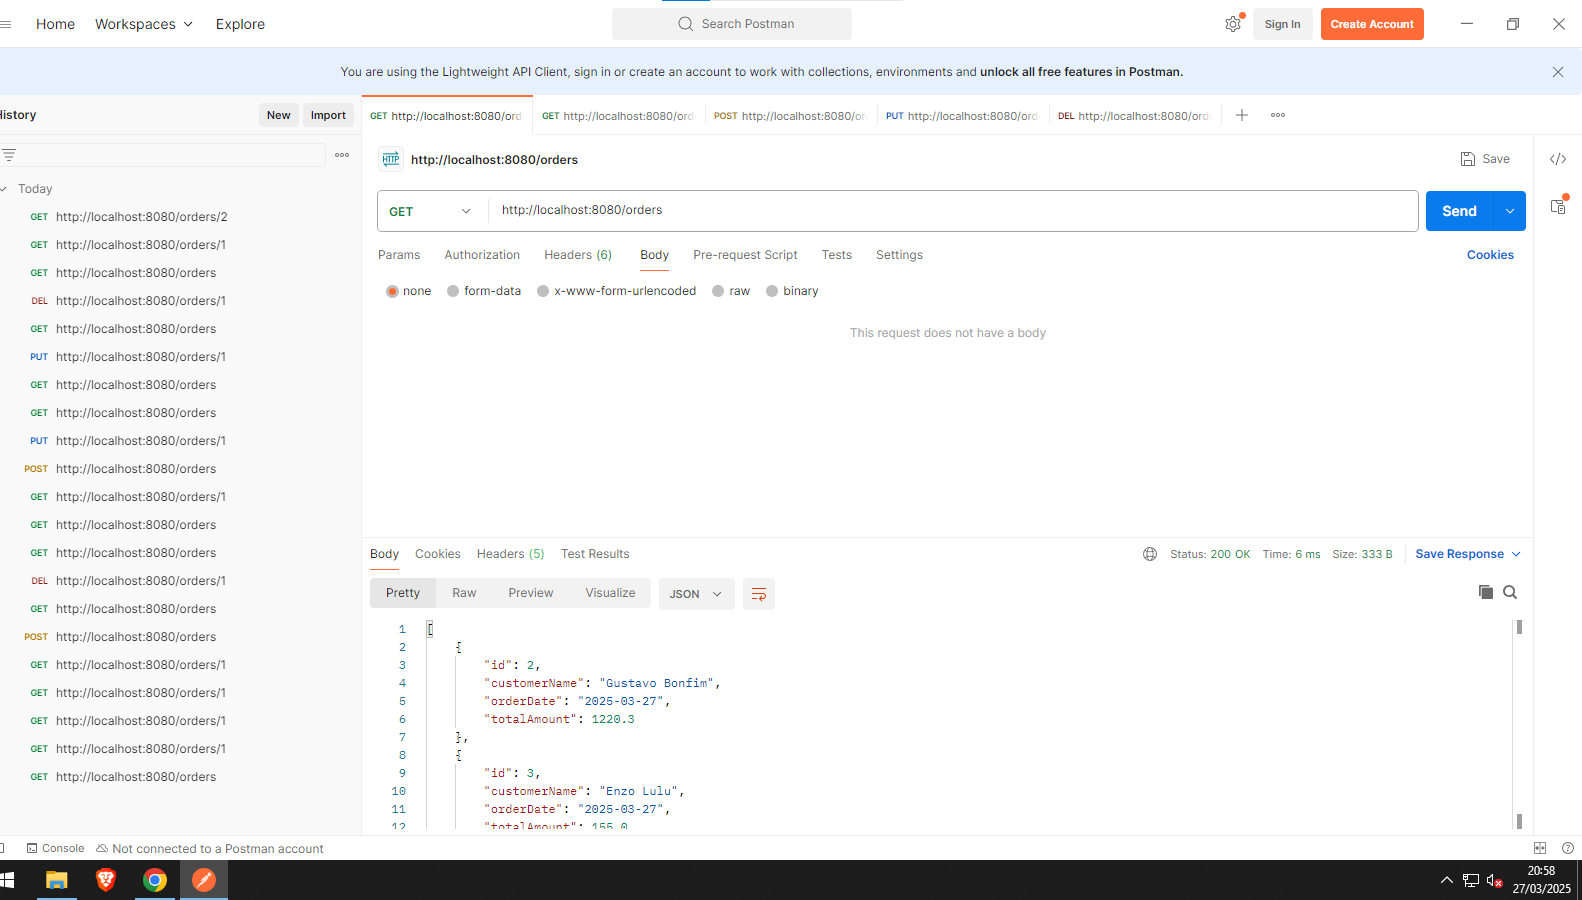 Home Workspaces Explore Search Postman Sign In Create Account
You are using the Lightweight API Client, sign in or create an account to work with collections, environments and unlock all free features in Postman.
History New Import
GET http://localhost:8080/ord GET http://localhost:8080/ord POST http://localhost:8080/or PUT http://localhost:8080/ord DEL http://localhost:8080/ord
HTTP http://localhost:8080/orders Save
Today
GET http://localhost:8080/orders/2
GET http://localhost:8080/orders/1
GET http://localhost:8080/orders
DEL http://localhost:8080/orders/1
GET http://localhost:8080/orders
PUT http://localhost:8080/orders/1
GET http://localhost:8080/orders
GET http://localhost:8080/orders
PUT http://localhost:8080/orders/1
POST http://localhost:8080/orders
GET http://localhost:8080/orders/1
GET http://localhost:8080/orders
GET http://localhost:8080/orders
DEL http://localhost:8080/orders/1
GET http://localhost:8080/orders
POST http://localhost:8080/orders
GET http://localhost:8080/orders/1
GET http://localhost:8080/orders/1
GET http://localhost:8080/orders/1
GET http://localhost:8080/orders/1
GET http://localhost:8080/orders
GET http://localhost:8080/orders Send
Params Authorization Headers (6) Body Pre-request Script Tests Settings Cookies
none form-data x-www-form-urlencoded raw binary
This request does not have a body
Body Cookies Headers (5) Test Results Status: 200 OK Time: 6 ms Size: 333 B Save Response
Pretty Raw Preview Visualize JSON
1 [
2 {
3 "id": 2,
4 "customerName": "Gustavo Bonfim",
5 "orderDate": "2025-03-27",
6 "totalAmount": 1220.3
7 },
8 {
9 "id": 3,
10 "customerName": "Enzo Lulu",
11 "orderDate": "2025-03-27",
12 "totalAmount": 155.0
Console Not connected to a Postman account
20:58
27/03/2025